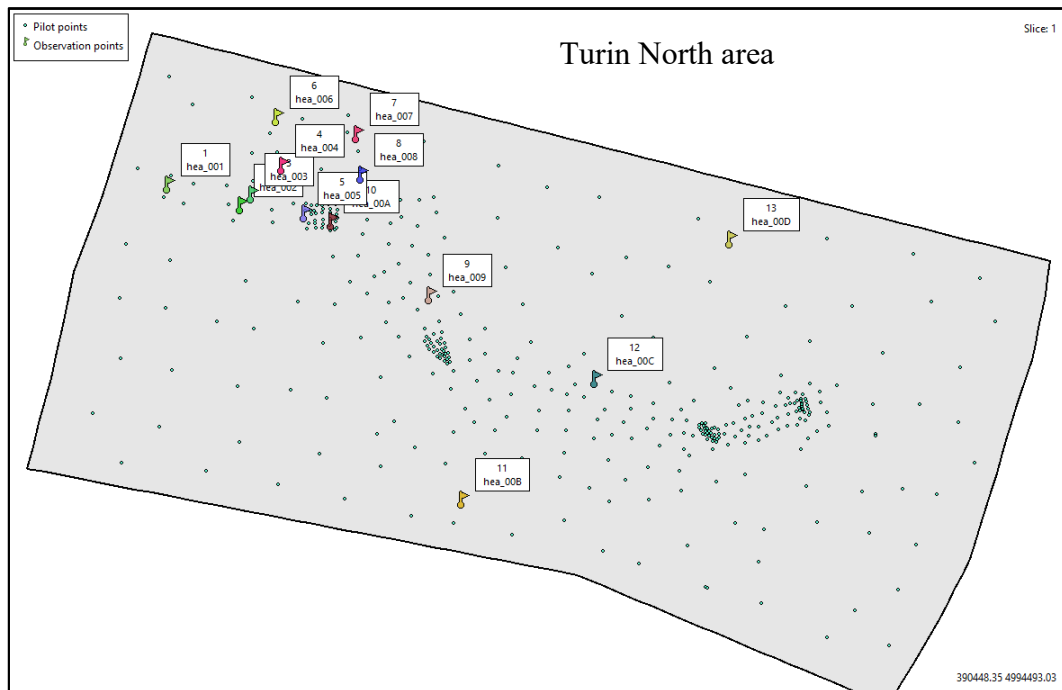 Pilot points
Observation points
Turin North area
Slice: 1
6
hea_006
7
hea_007
4
hea_004
8
hea_008
1
hea_001
3
hea_003
hea_002
5
hea_005
10
hea_00A
13
hea_00D
9
hea_009
12
hea_00C
11
hea_00B
390448.35 4994493.03